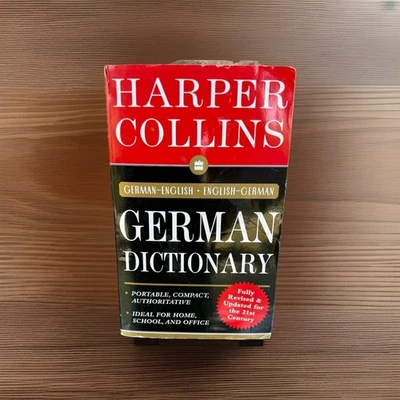 HARPER
COLLINS
GERMAN–ENGLISH • ENGLISH–GERMAN
GERMAN
DICTIONARY
• PORTABLE, COMPACT,
AUTHORITATIVE
• IDEAL FOR HOME,
SCHOOL, AND OFFICE
Fully
Revised &
Updated for
the 21st
Century